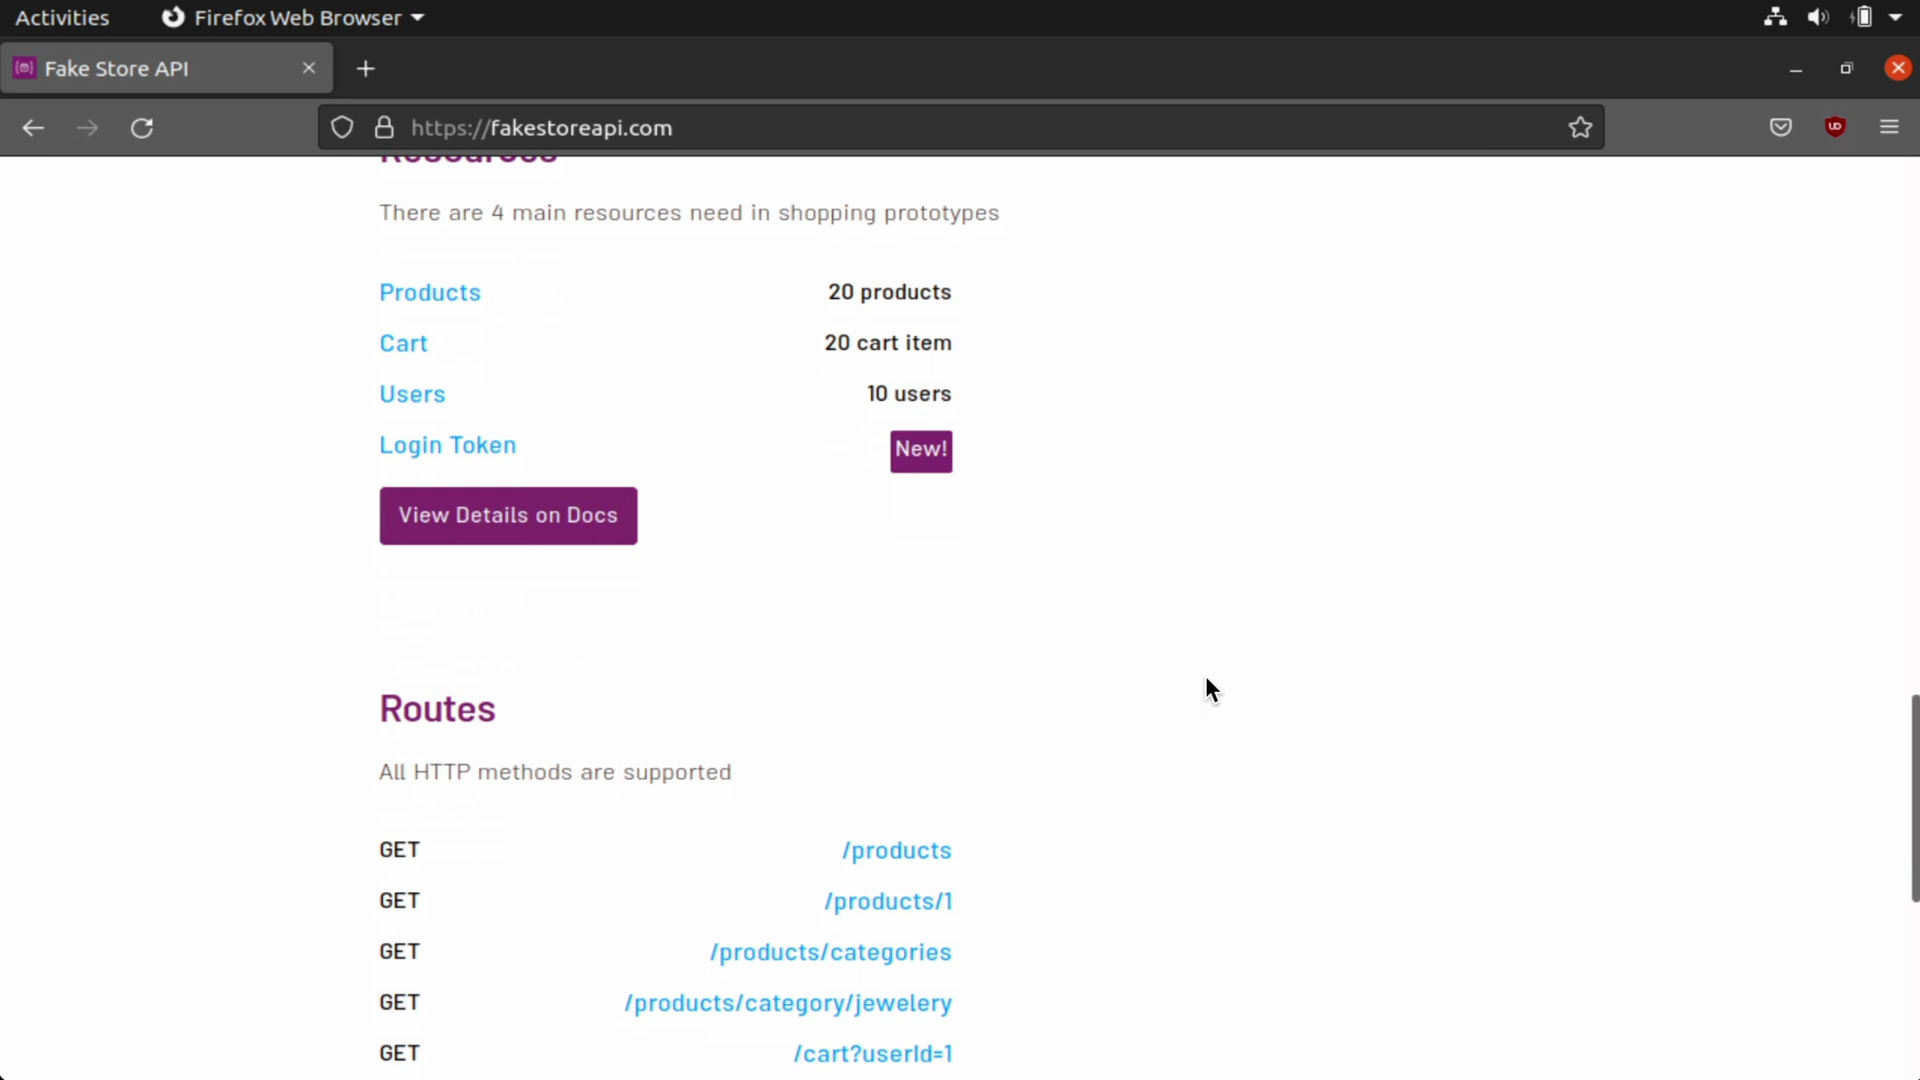 Activities
Firefox Web Browser
Fake Store API
https://fakestoreapi.com
Resources
There are 4 main resources need in shopping prototypes
Products 20 products
Cart 20 cart item
Users 10 users
Login Token New!
View Details on Docs
Routes
All HTTP methods are supported
GET /products
GET /products/1
GET /products/categories
GET /products/category/jewelery
GET /cart?userId=1